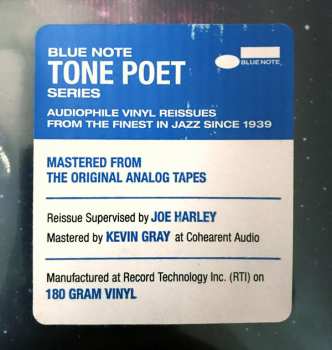 BLUE NOTE
TONE POET
SERIES
BLUE NOTE
AUDIOPHILE VINYL REISSUES
FROM THE FINEST IN JAZZ SINCE 1939
MASTERED FROM
THE ORIGINAL ANALOG TAPES
Reissue Supervised by JOE HARLEY
Mastered by KEVIN GRAY at Cohearent Audio
Manufactured at Record Technology Inc. (RTI) on
180 GRAM VINYL